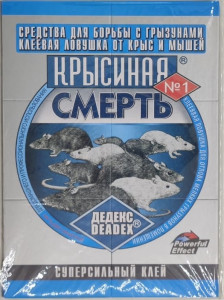 СРЕДСТВА ДЛЯ БОРЬБЫ С ГРЫЗУНАМИ
КЛЕЕВАЯ ЛОВУШКА ОТ КРЫС И МЫШЕЙ
КРЫСИНАЯ®
СМЕРТЬ
№1
ДЕДЕКС
DEADEX®
Powerful
Effect
СУПЕРСИЛЬНЫЙ КЛЕЙ